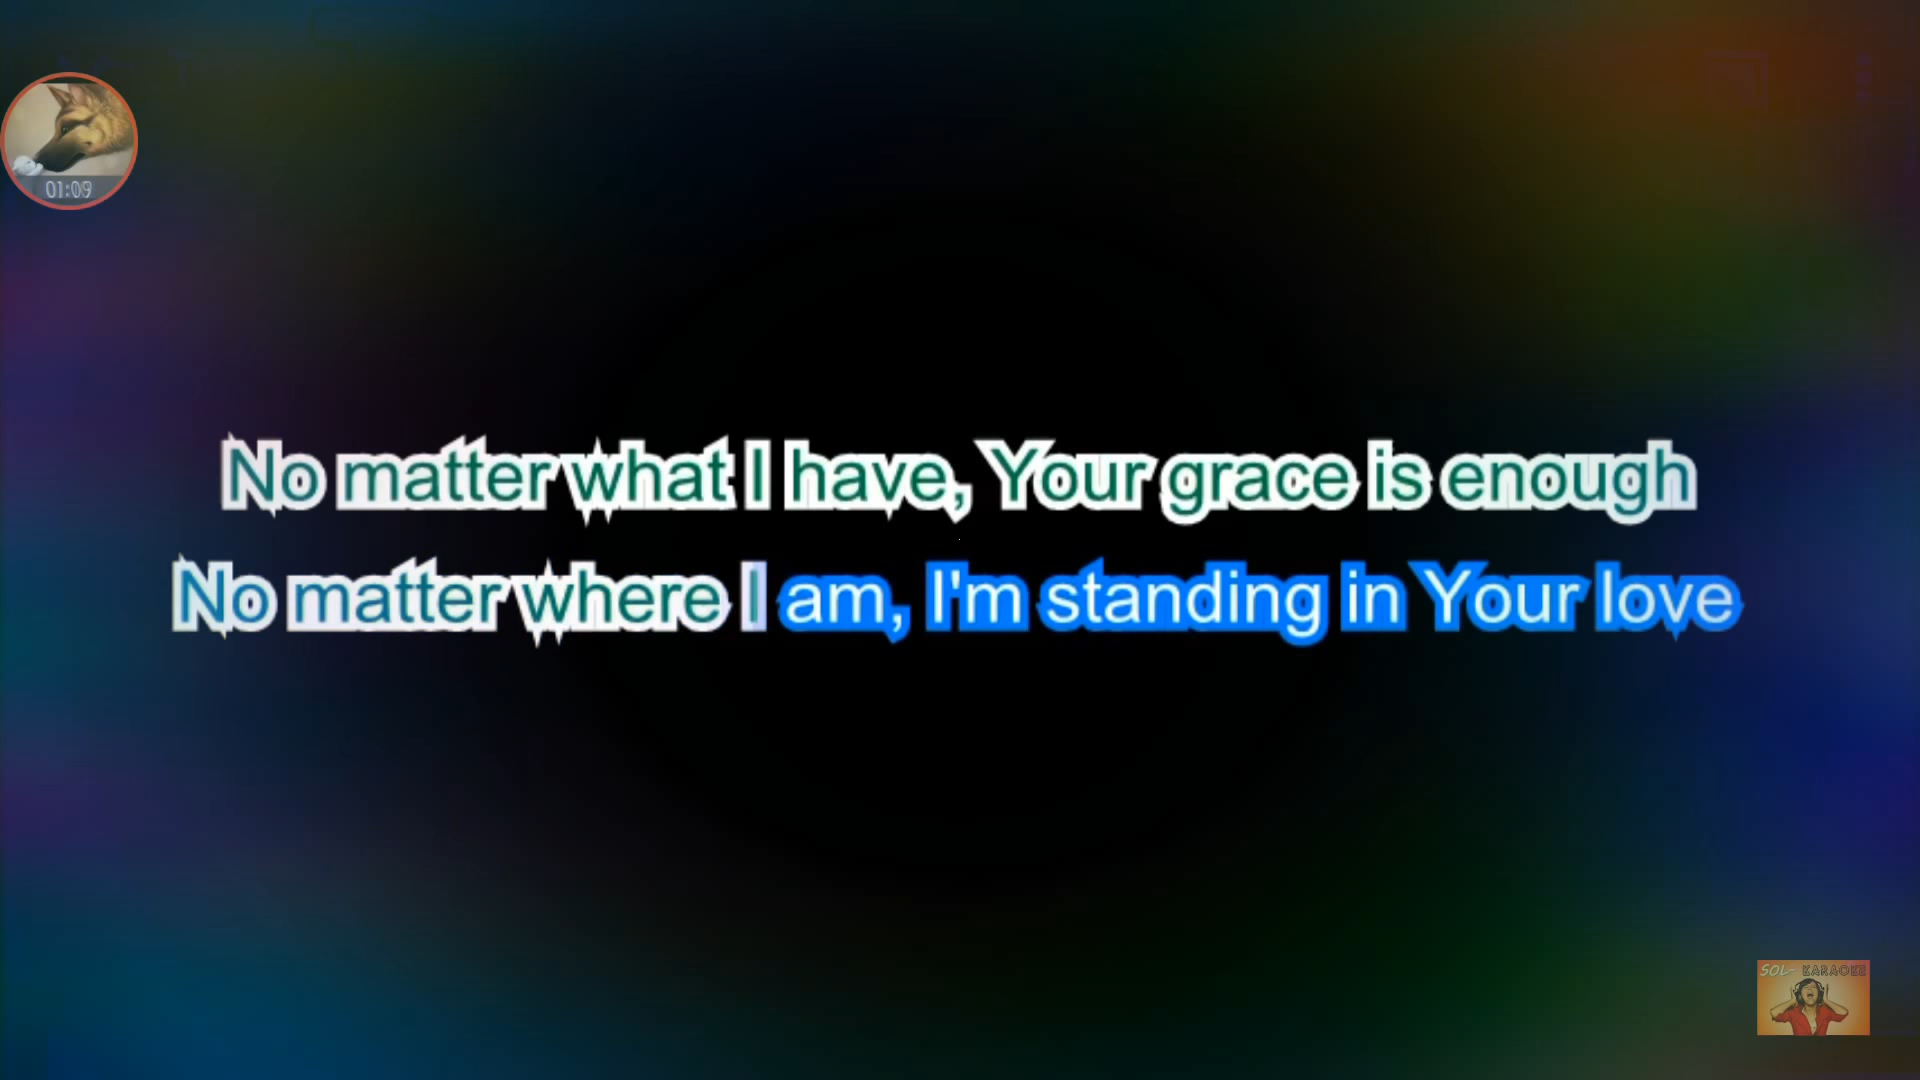 01:09
No matter what I have, Your grace is enough
No matter where I am, I'm standing in Your love
SOL- KARAOKE